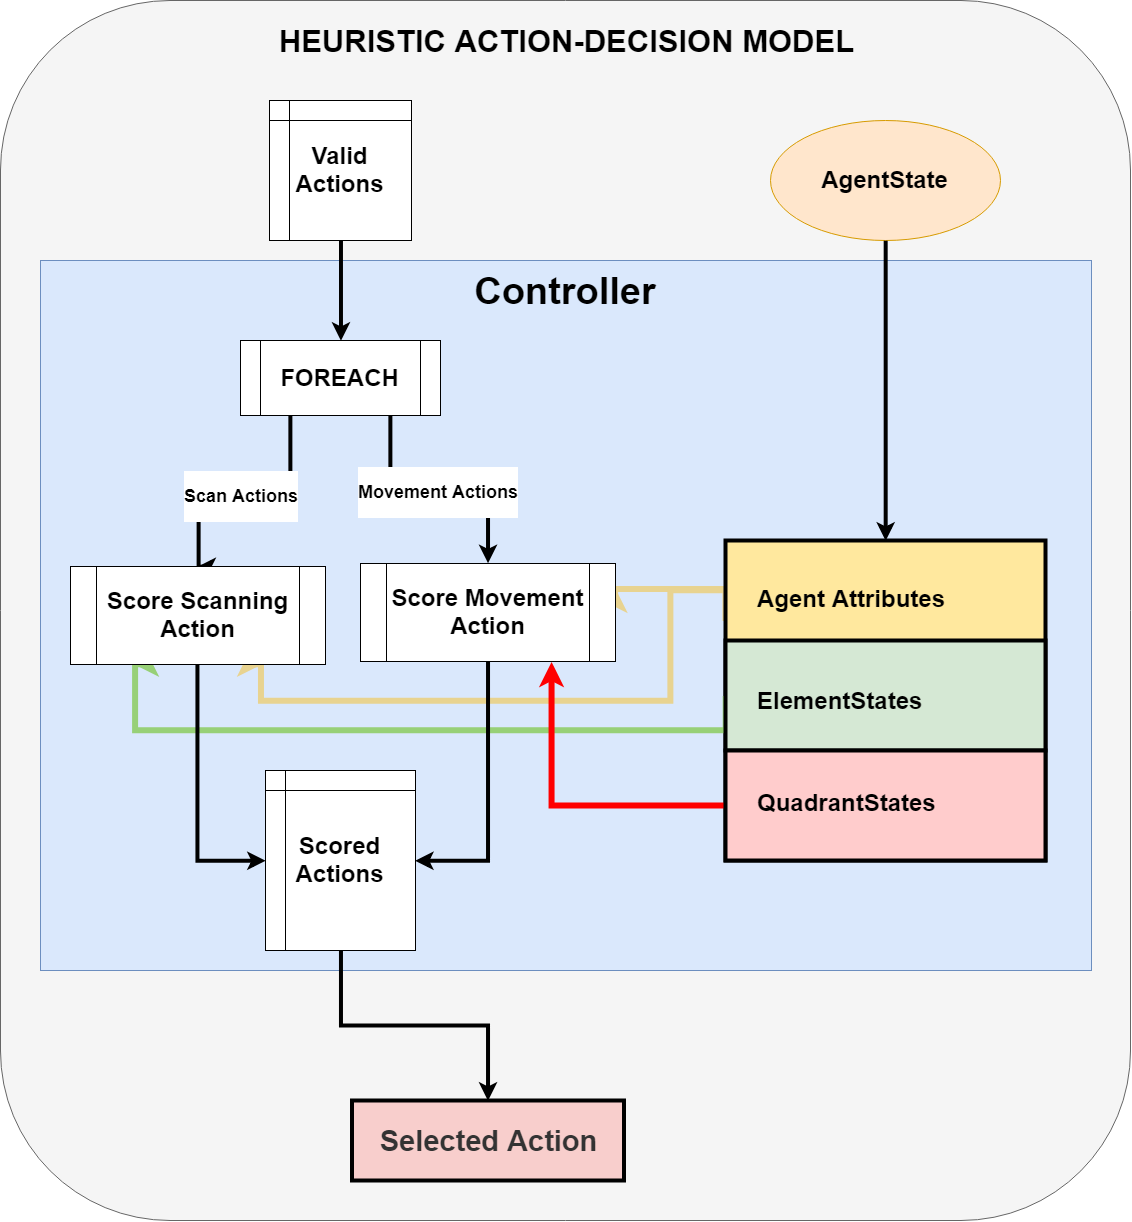 HEURISTIC ACTION-DECISION MODEL
Valid
Actions
AgentState
Controller
FOREACH
Scan Actions
Movement Actions
Score Scanning
Action
Score Movement
Action
Agent Attributes
ElementStates
QuadrantStates
Scored
Actions
Selected Action